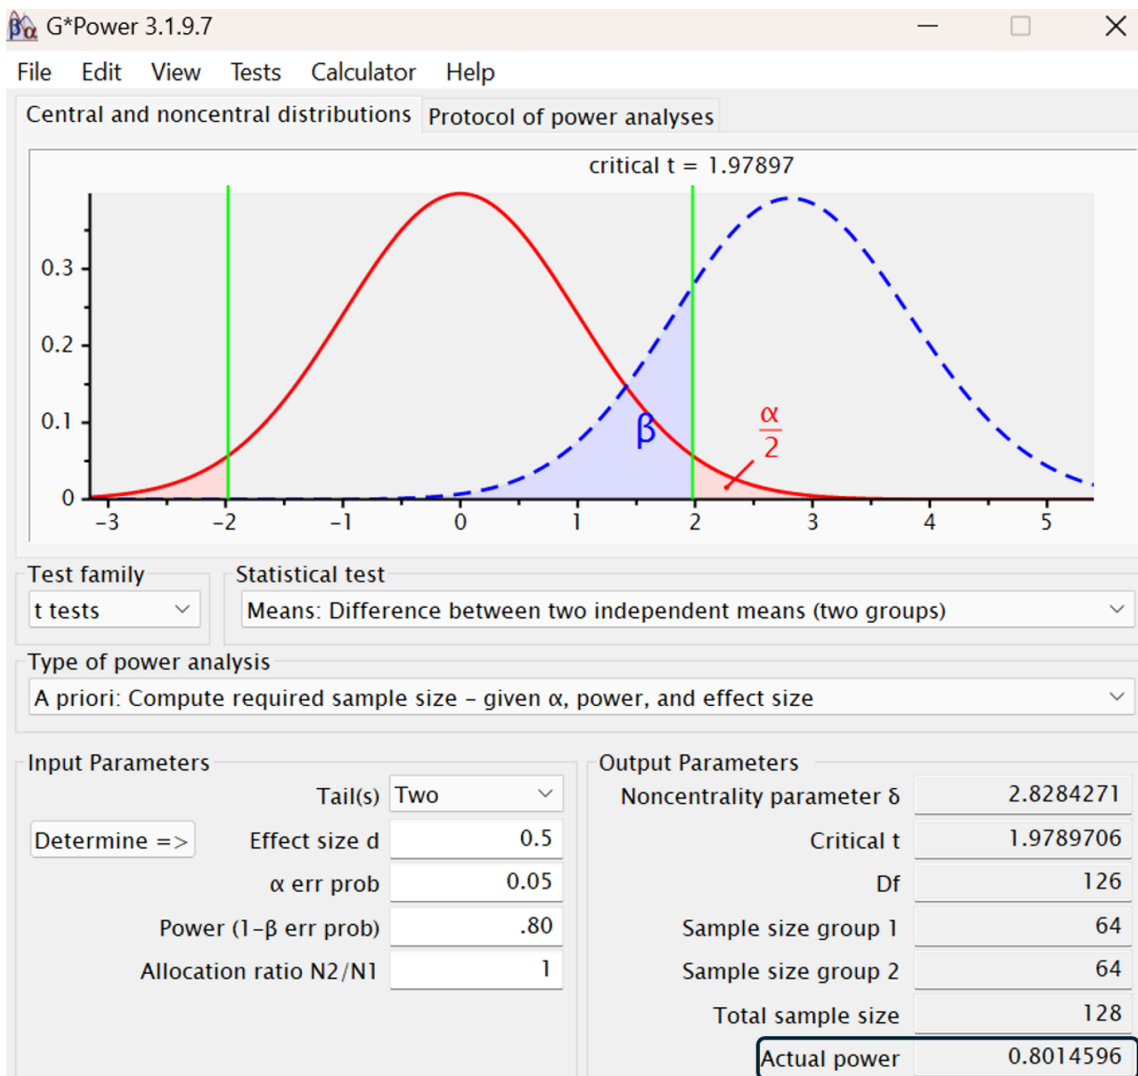 G*Power 3.1.9.7
File Edit View Tests Calculator Help
Central and noncentral distributions Protocol of power analyses
critical t = 1.97897
0.3
0.2
0.1
0
β
α
2
-3 -2 -1 0 1 2 3 4 5
Test family Statistical test
t tests Means: Difference between two independent means (two groups)
Type of power analysis
A priori: Compute required sample size – given α, power, and effect size
Input Parameters Output Parameters
Tail(s) Two Noncentrality parameter δ 2.8284271
Determine => Effect size d 0.5 Critical t 1.9789706
α err prob 0.05 Df 126
Power (1-β err prob) .80 Sample size group 1 64
Allocation ratio N2/N1 1 Sample size group 2 64
Total sample size 128
Actual power 0.8014596